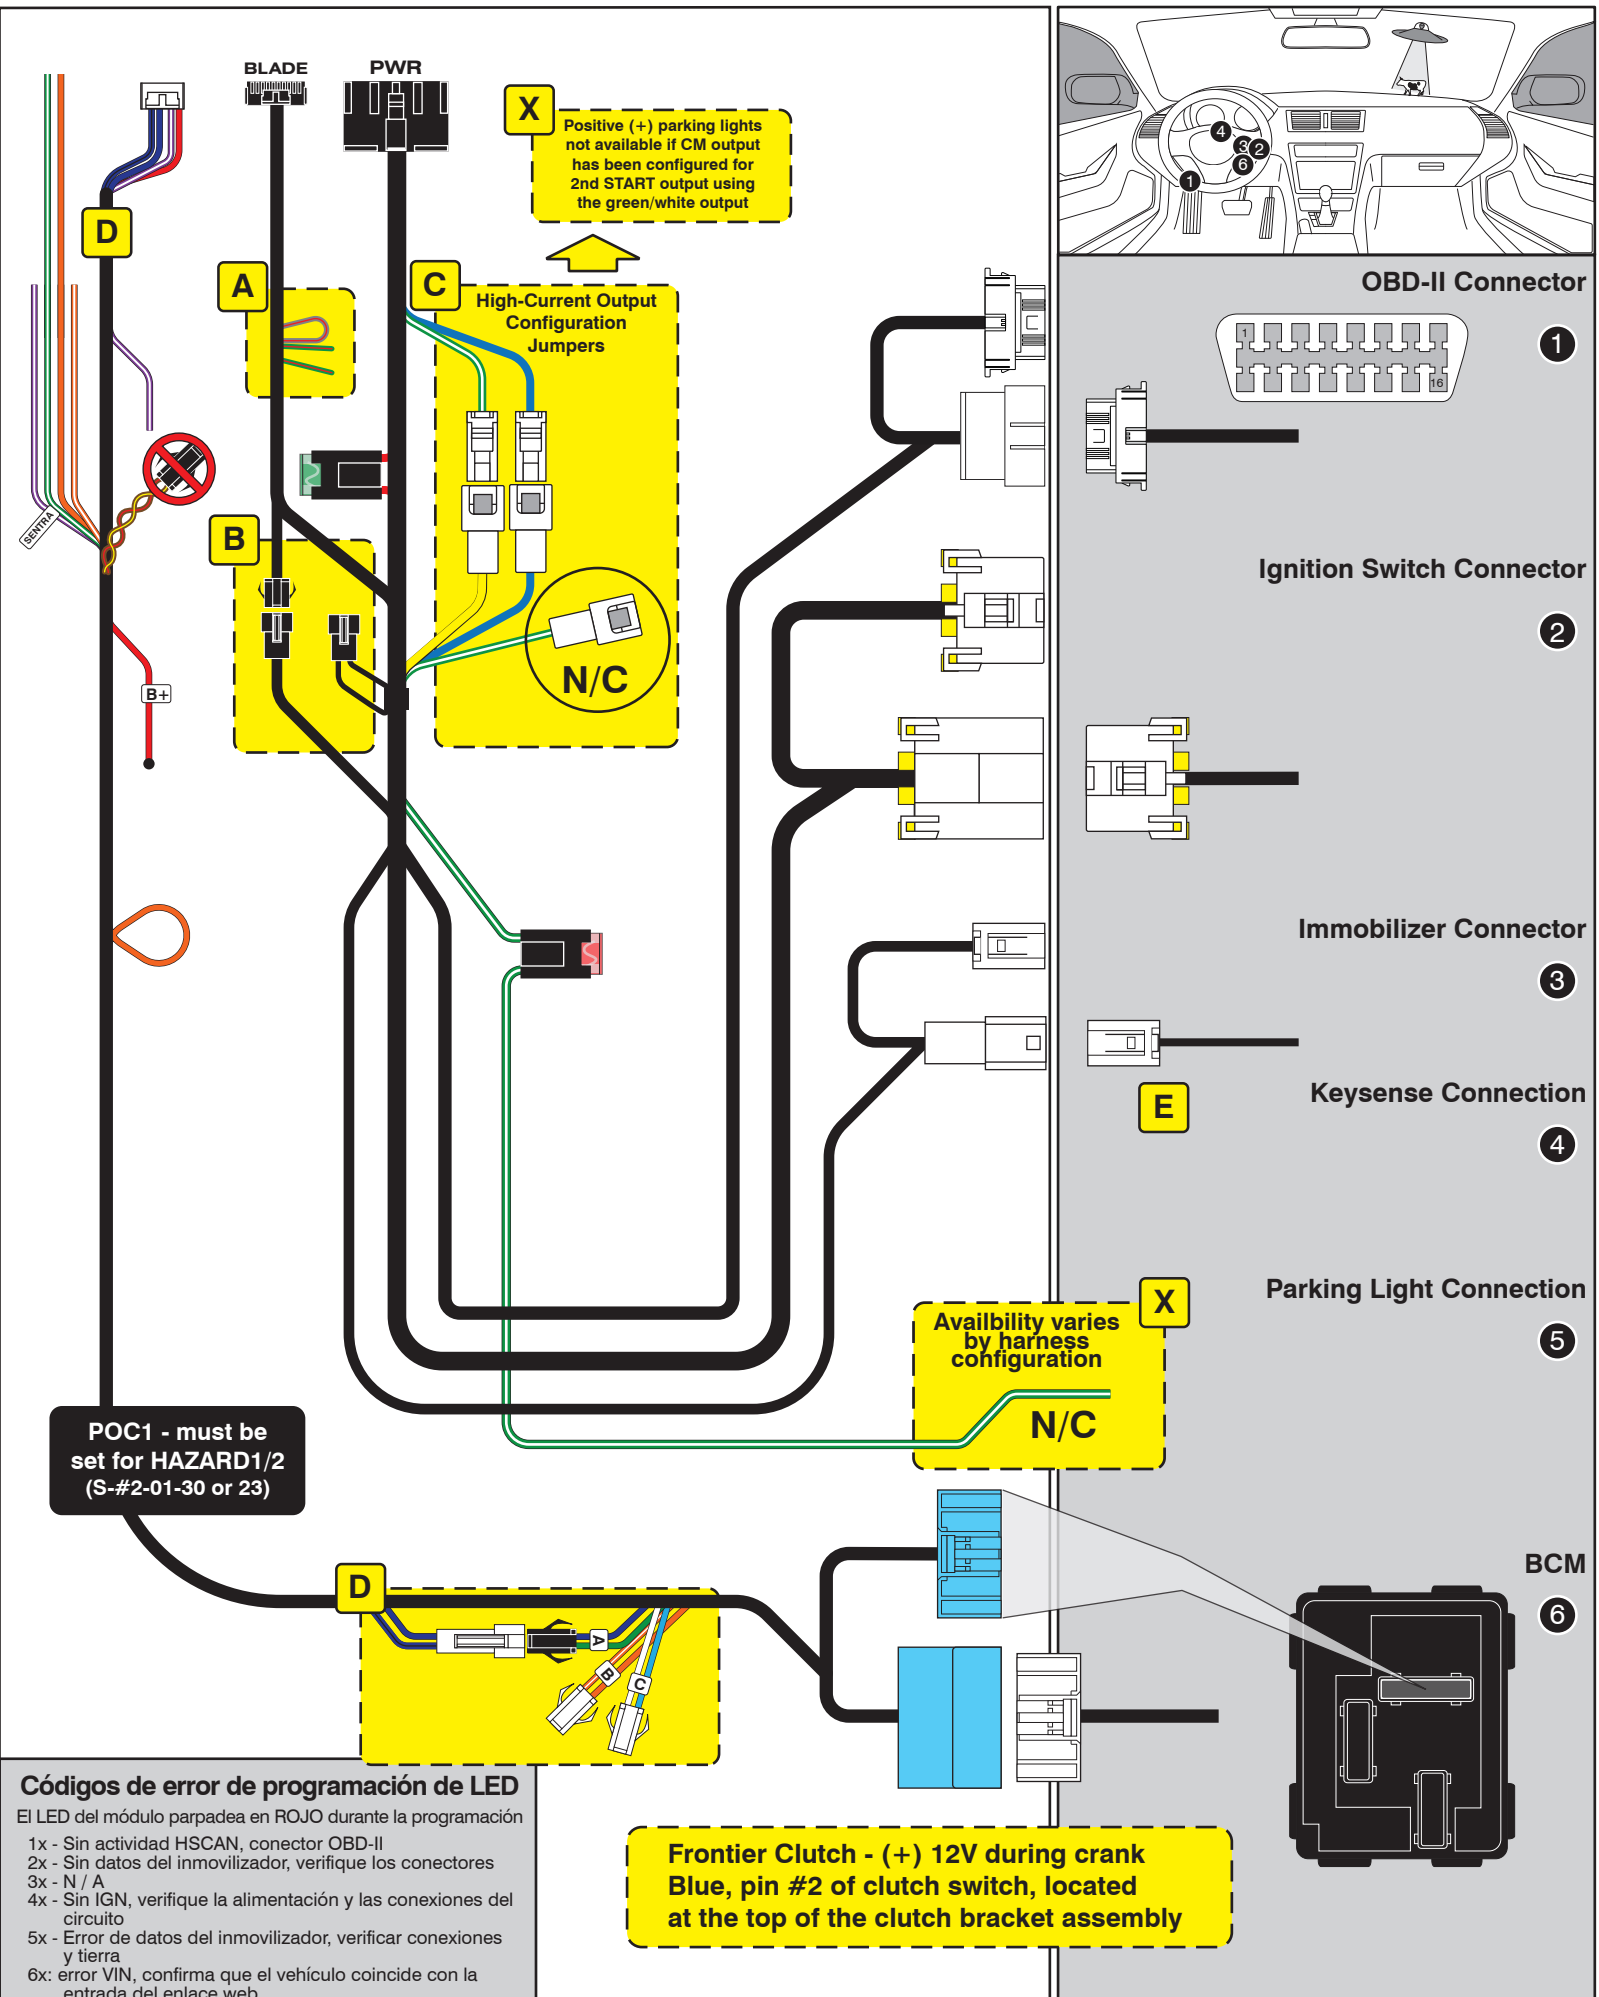 BLADE
PWR
X
Positive (+) parking lights
not available if CM output
has been configured for
2nd START output using
the green/white output
D
A
C
High-Current Output
Configuration
Jumpers
SENTRA
B
N/C
B+
4
3
2
6
1
OBD-II Connector
1
1
16
Ignition Switch Connector
2
Immobilizer Connector
3
E
Keysense Connection
4
X
Parking Light Connection
5
Availbility varies
by harness
configuration
N/C
POC1 - must be
set for HAZARD1/2
(S-#2-01-30 or 23)
D
A
B
C
BCM
6
Códigos de error de programación de LED
El LED del módulo parpadea en ROJO durante la programación
1x - Sin actividad HSCAN, conector OBD-II
2x - Sin datos del inmovilizador, verifique los conectores
3x - N / A
4x - Sin IGN, verifique la alimentación y las conexiones del
circuito
5x - Error de datos del inmovilizador, verificar conexiones
y tierra
6x: error VIN, confirma que el vehículo coincide con la
entrada del enlace web
Frontier Clutch - (+) 12V during crank
Blue, pin #2 of clutch switch, located
at the top of the clutch bracket assembly